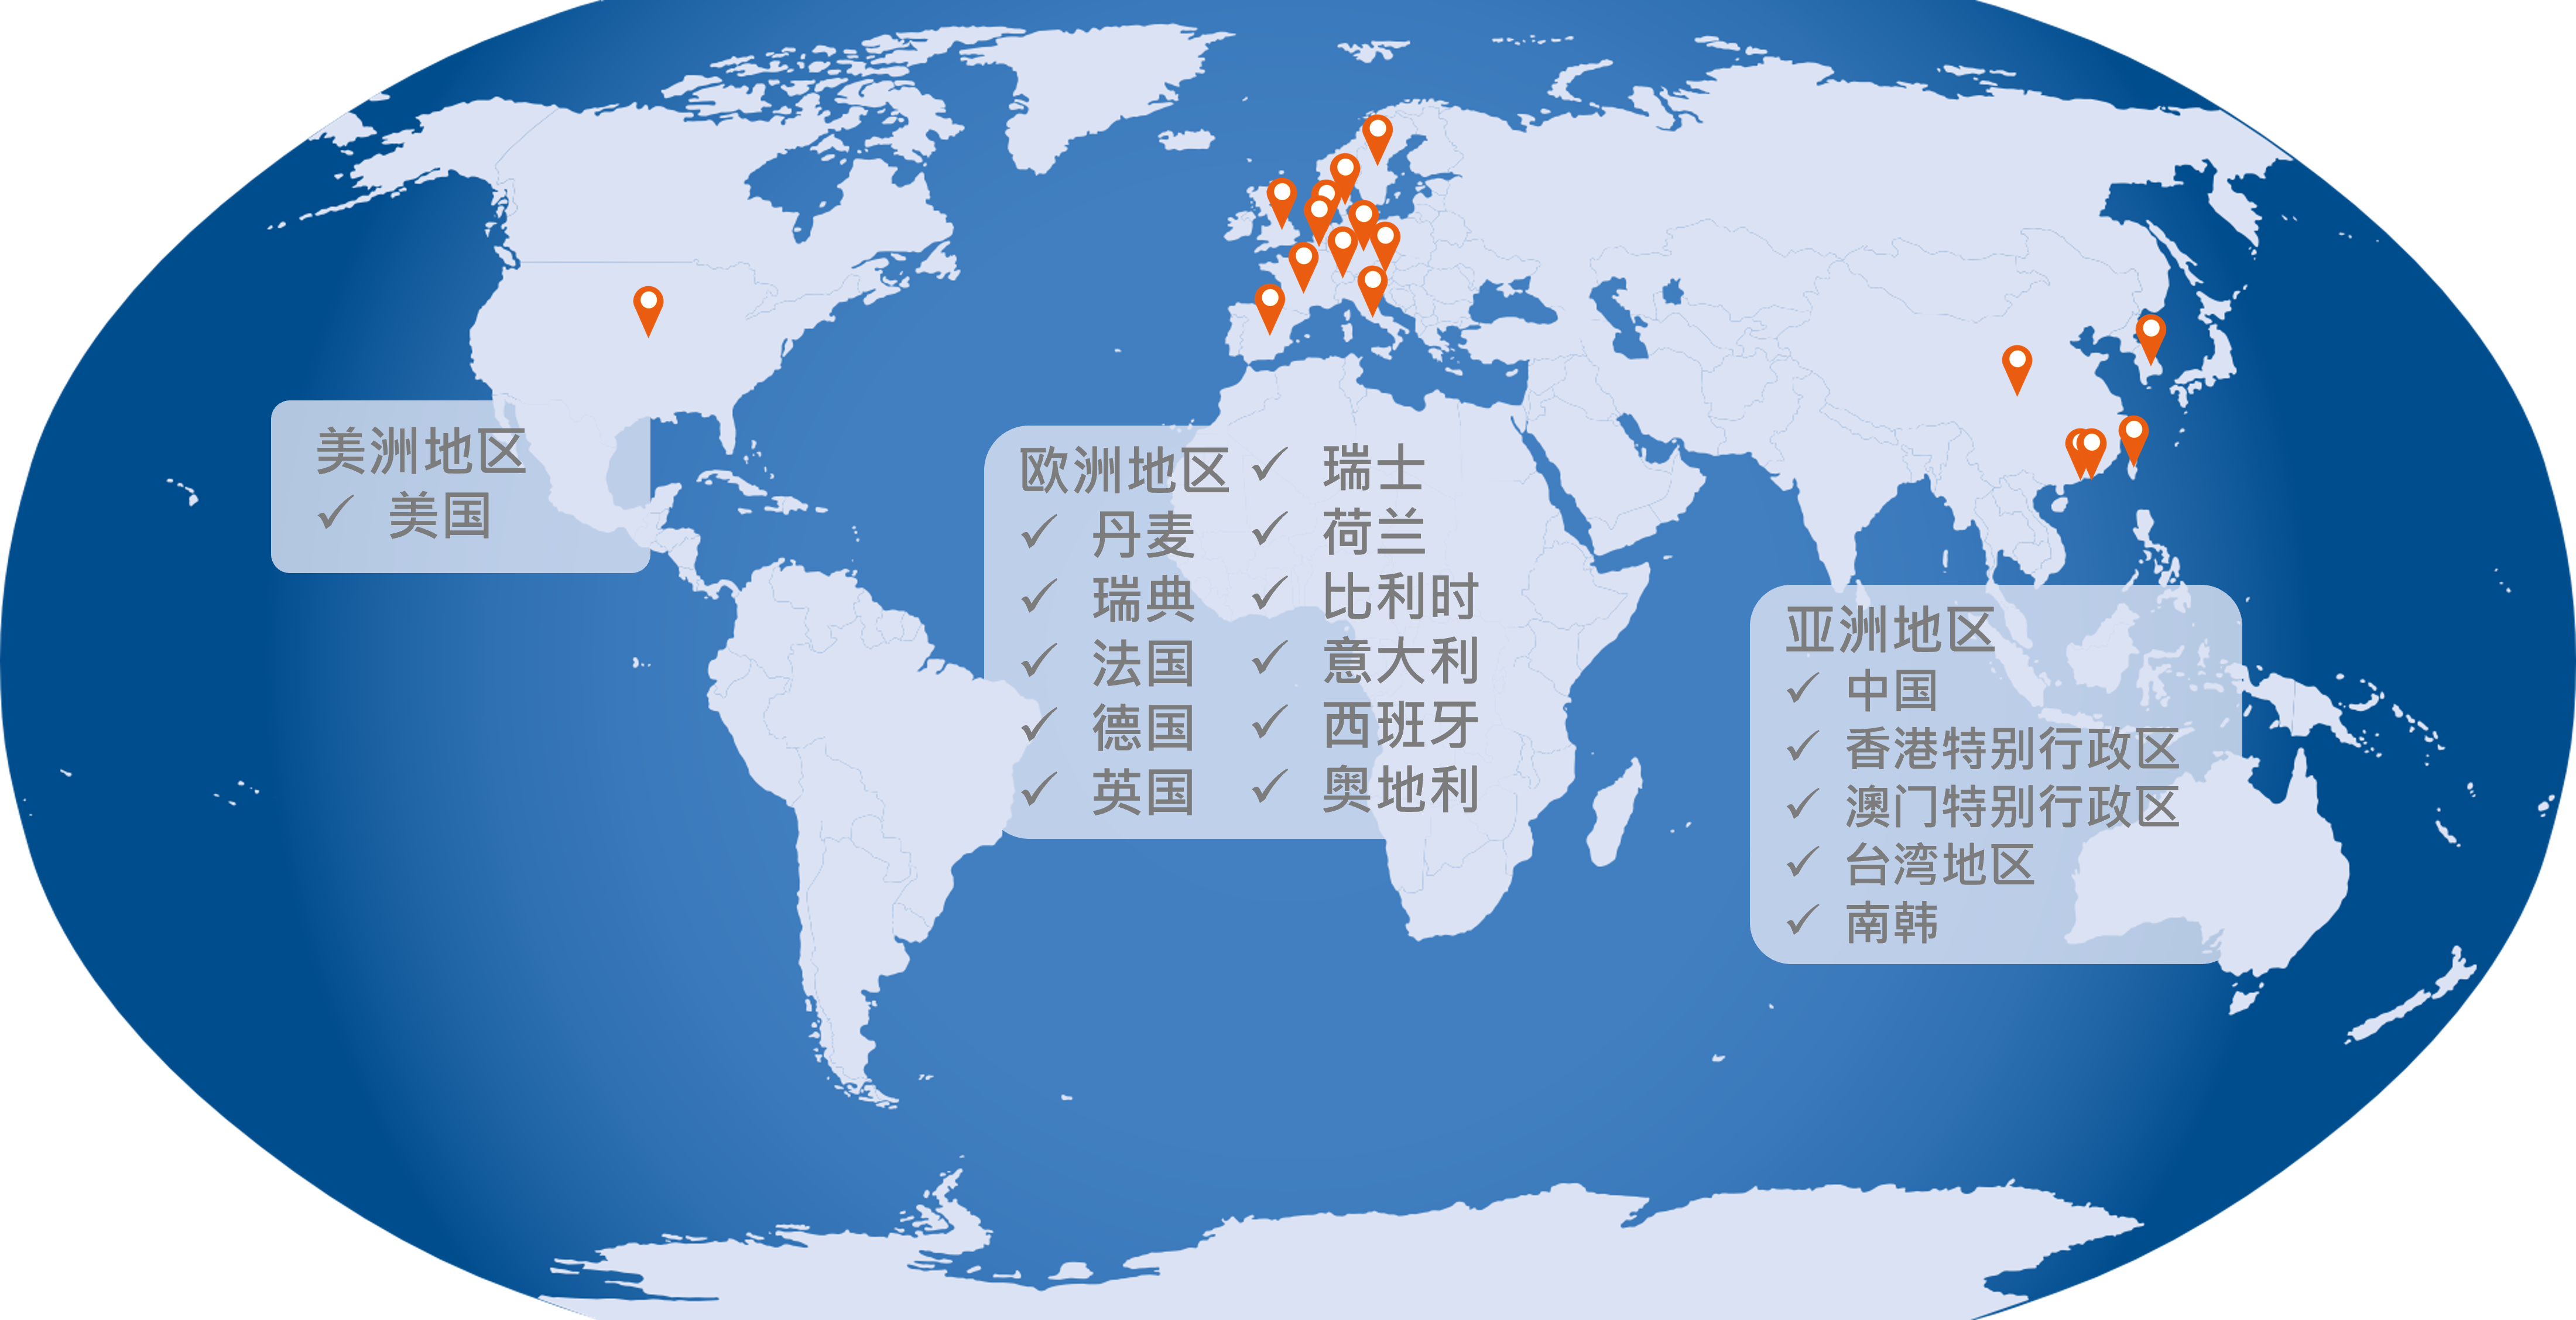 美洲地区
✓ 美国
欧洲地区
✓ 丹麦
✓ 瑞典
✓ 法国
✓ 德国
✓ 英国
✓ 瑞士
✓ 荷兰
✓ 比利时
✓ 意大利
✓ 西班牙
✓ 奥地利
亚洲地区
✓ 中国
✓ 香港特别行政区
✓ 澳门特别行政区
✓ 台湾地区
✓ 南韩